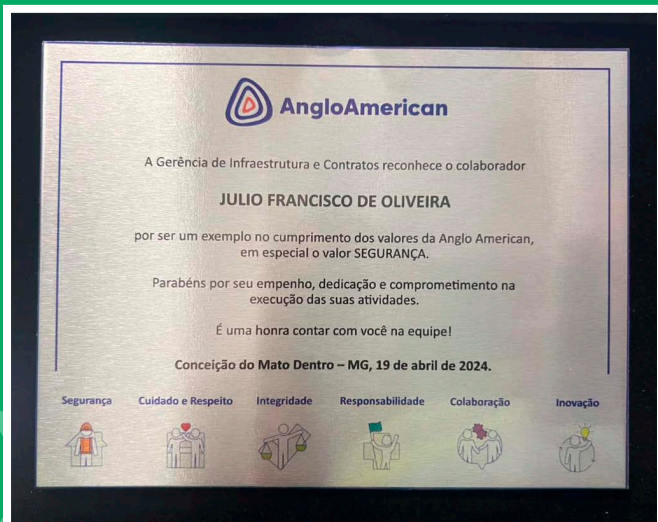 AngloAmerican
A Gerência de Infraestrutura e Contratos reconhece o colaborador
JULIO FRANCISCO DE OLIVEIRA
por ser um exemplo no cumprimento dos valores da Anglo American,
em especial o valor SEGURANÇA.
Parabéns por seu empenho, dedicação e comprometimento na
execução das suas atividades.
É uma honra contar com você na equipe!
Conceição do Mato Dentro – MG, 19 de abril de 2024.
Segurança Cuidado e Respeito Integridade Responsabilidade Colaboração Inovação